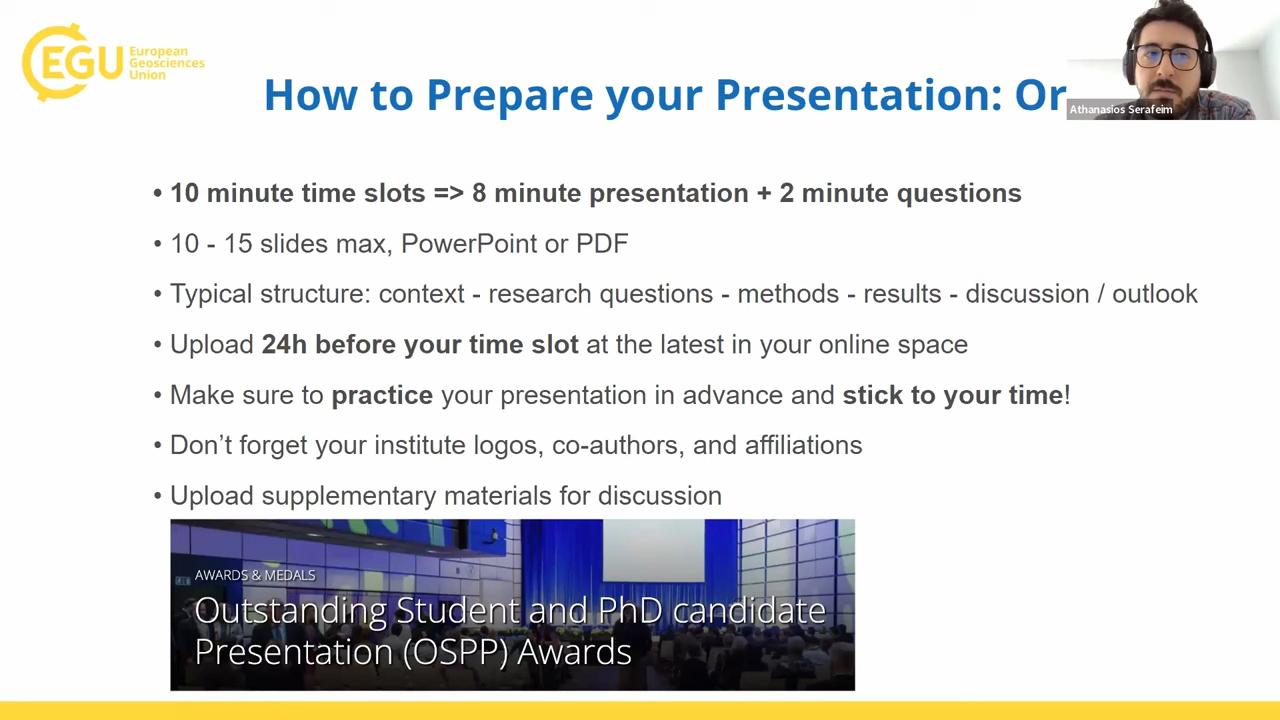 EGU
European
Geosciences
Union
How to Prepare your Presentation: Or
Athanasios Serafeim
• 10 minute time slots => 8 minute presentation + 2 minute questions
• 10 - 15 slides max, PowerPoint or PDF
• Typical structure: context - research questions - methods - results - discussion / outlook
• Upload 24h before your time slot at the latest in your online space
• Make sure to practice your presentation in advance and stick to your time!
• Don’t forget your institute logos, co-authors, and affiliations
• Upload supplementary materials for discussion
AWARDS & MEDALS
Outstanding Student and PhD candidate
Presentation (OSPP) Awards